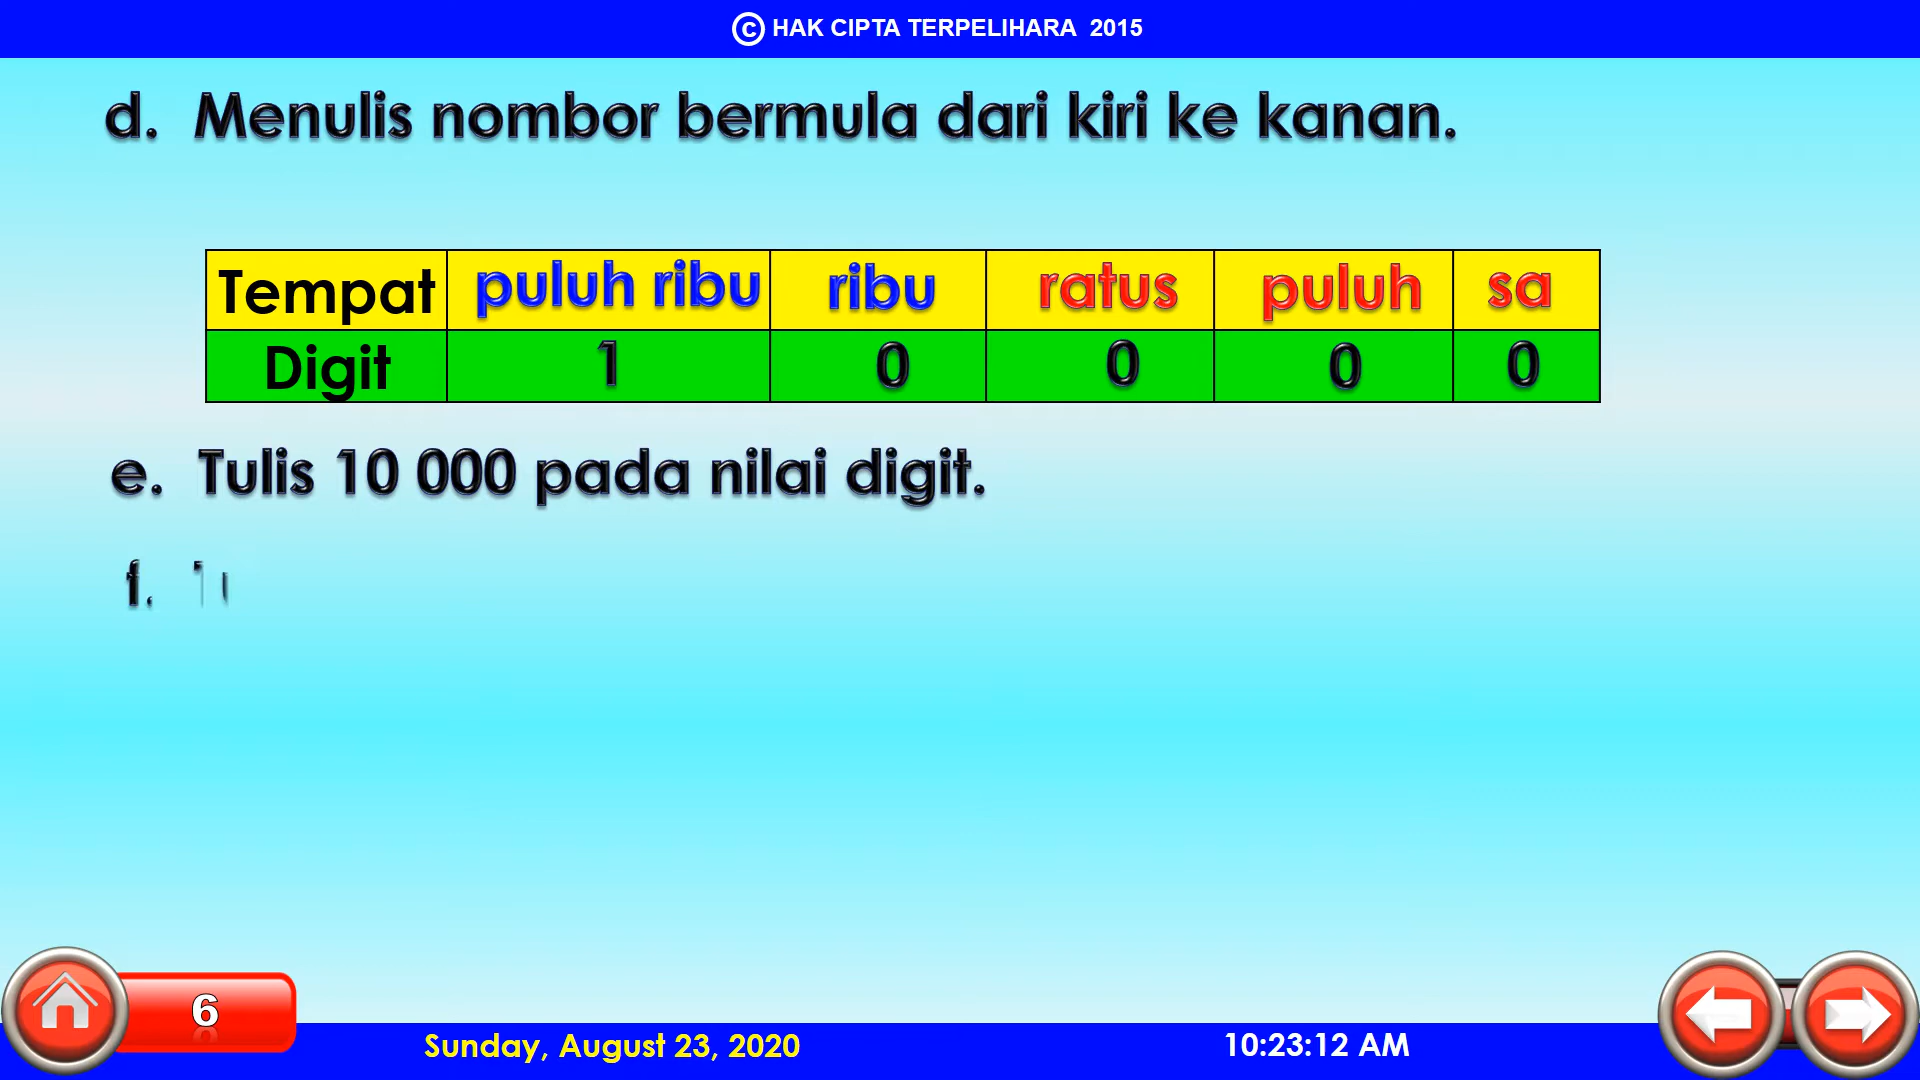 © HAK CIPTA TERPELIHARA 2015
d. Menulis nombor bermula dari kiri ke kanan.
Tempat puluh ribu ribu ratus puluh sa
Digit 1 0 0 0 0
e. Tulis 10 000 pada nilai digit.
f.
6
Sunday, August 23, 2020 10:23:12 AM